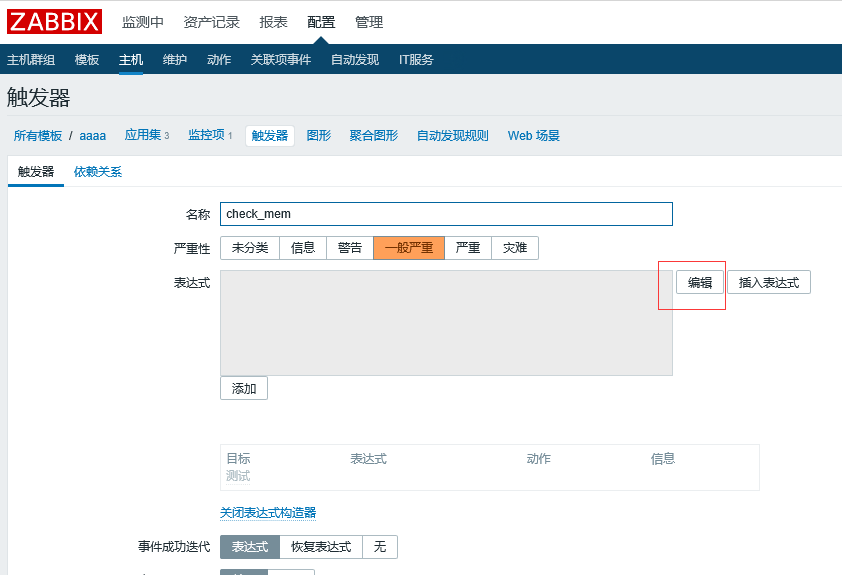 ZABBIX 监测中 资产记录 报表 配置 管理
主机群组 模板 主机 维护 动作 关联项事件 自动发现 IT服务
触发器
所有模板 / aaaa 应用集 3 监控项 1 触发器 图形 聚合图形 自动发现规则 Web 场景
触发器 依赖关系
名称 check_mem
严重性 未分类 信息 警告 一般严重 严重 灾难
表达式 编辑 插入表达式
添加
目标 表达式 动作 信息
测试
关闭表达式构造器
事件成功迭代 表达式 恢复表达式 无